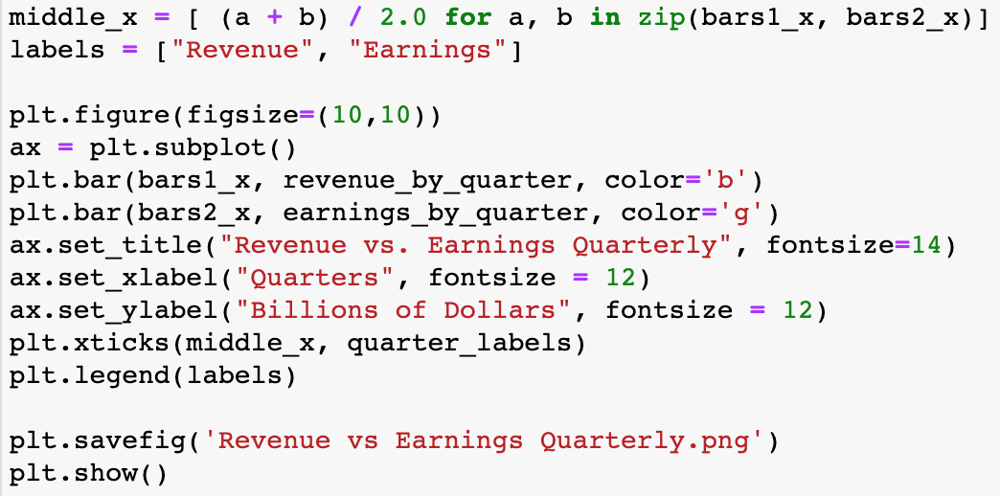 middle_x = [ (a + b) / 2.0 for a, b in zip(bars1_x, bars2_x)]
labels = ["Revenue", "Earnings"]
plt.figure(figsize=(10,10))
ax = plt.subplot()
plt.bar(bars1_x, revenue_by_quarter, color='b')
plt.bar(bars2_x, earnings_by_quarter, color='g')
ax.set_title("Revenue vs. Earnings Quarterly", fontsize=14)
ax.set_xlabel("Quarters", fontsize = 12)
ax.set_ylabel("Billions of Dollars", fontsize = 12)
plt.xticks(middle_x, quarter_labels)
plt.legend(labels)
plt.savefig('Revenue vs Earnings Quarterly.png')
plt.show()